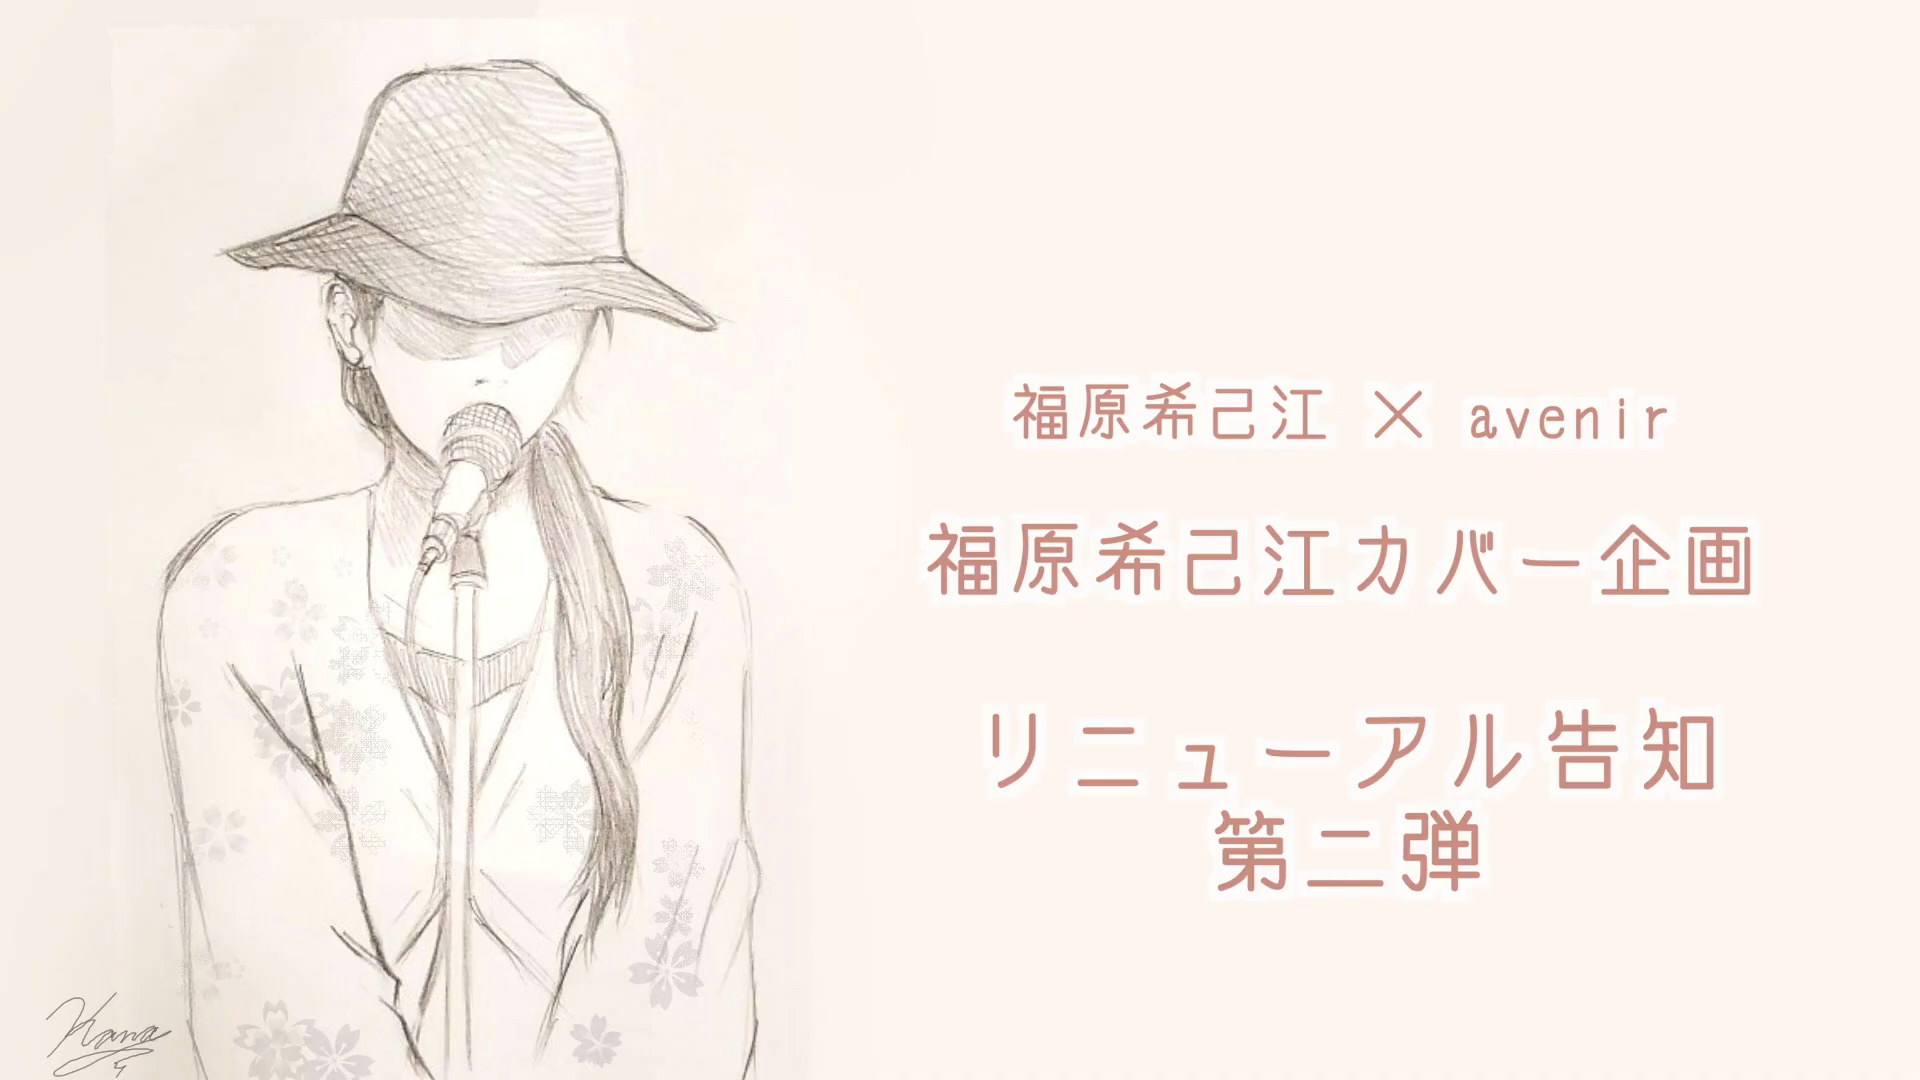 福原希己江 × avenir
福原希己江カバー企画
リニューアル告知
第二弾
Kana